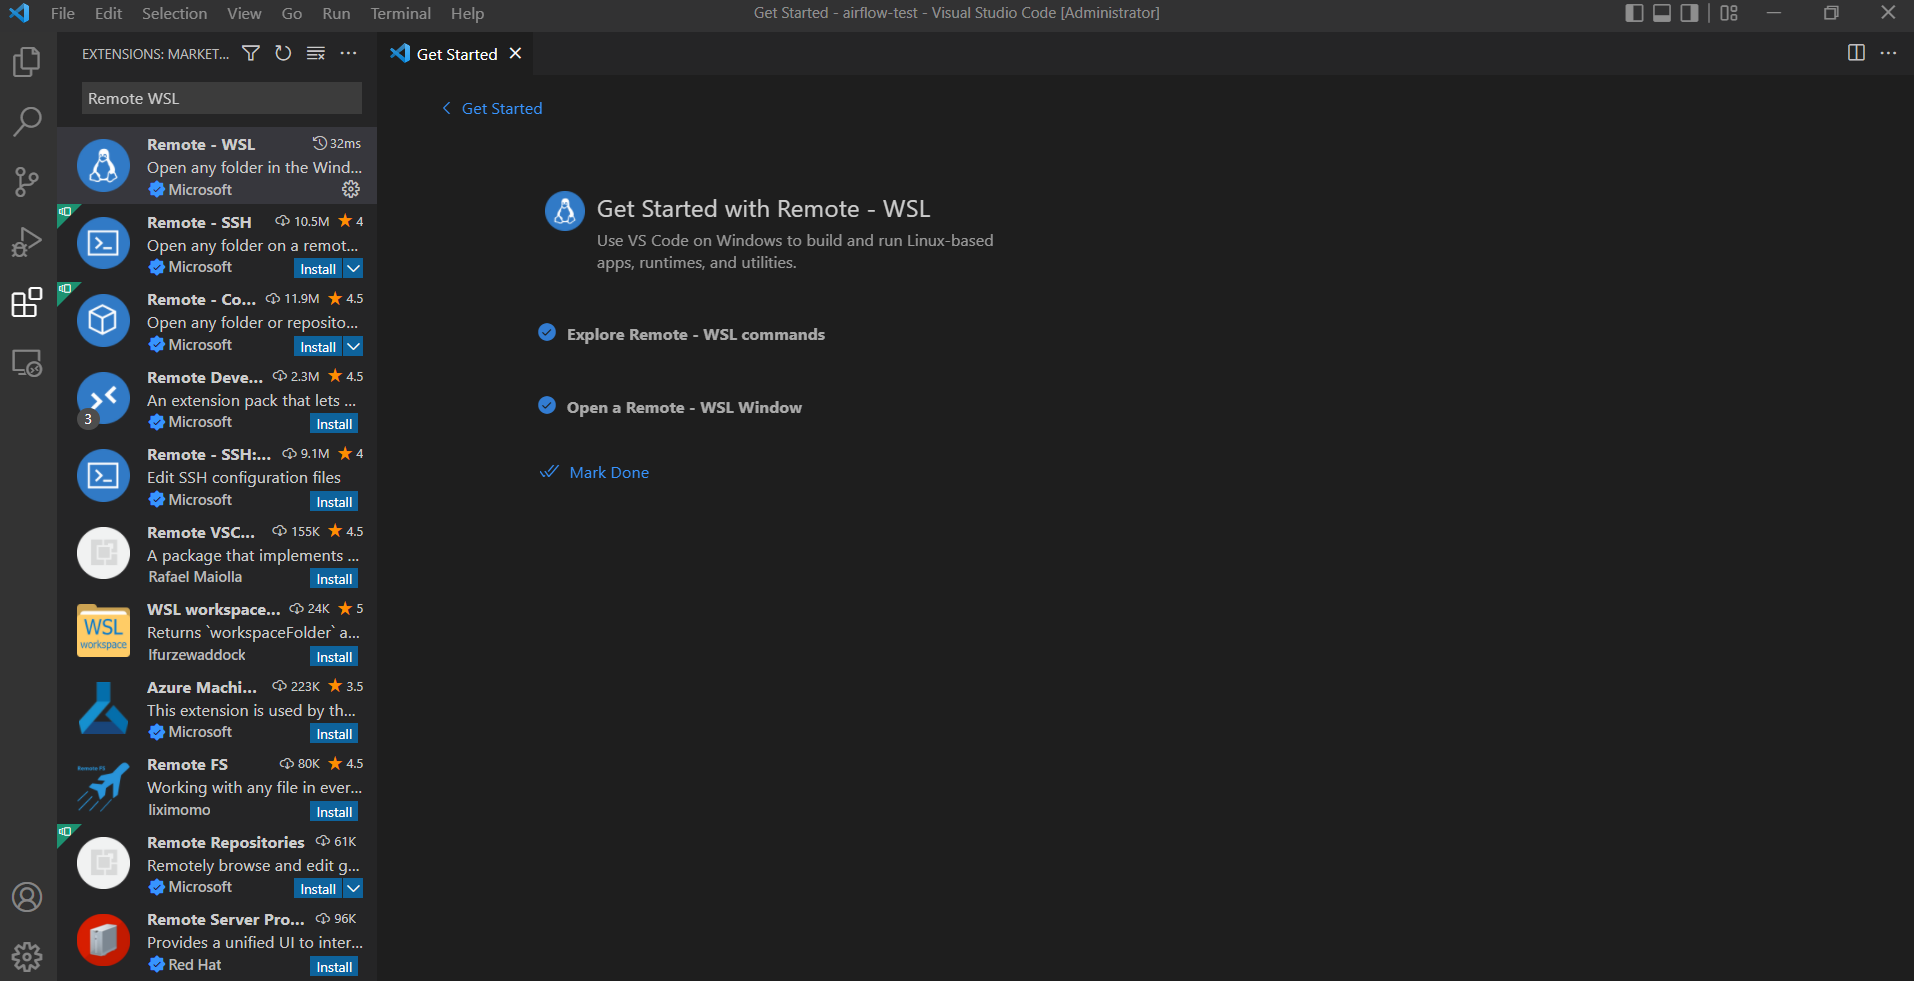 File Edit Selection View Go Run Terminal Help
Get Started - airflow-test - Visual Studio Code [Administrator]
EXTENSIONS: MARKET...
Get Started
Remote WSL
Get Started
Remote - WSL 32ms
Open any folder in the Wind...
Microsoft
Remote - SSH 10.5M 4
Open any folder on a remot...
Microsoft Install
Remote - Co... 11.9M 4.5
Open any folder or reposito...
Microsoft Install
Remote Deve... 2.3M 4.5
An extension pack that lets ...
3
Microsoft Install
Remote - SSH:... 9.1M 4
Edit SSH configuration files
Microsoft Install
Remote VSC... 155K 4.5
A package that implements ...
Rafael Maiolla Install
WSL workspace... 24K 5
WSL
workspace
Returns `workspaceFolder` a...
lfurzewaddock Install
Azure Machi... 223K 3.5
This extension is used by th...
Microsoft Install
Remote FS 80K 4.5
Remote FS
Working with any file in ever...
liximomo Install
Remote Repositories 61K
Remotely browse and edit g...
Microsoft Install
Remote Server Pro... 96K
Provides a unified UI to inter...
Red Hat Install
Get Started with Remote - WSL
Use VS Code on Windows to build and run Linux-based
apps, runtimes, and utilities.
Explore Remote - WSL commands
Open a Remote - WSL Window
Mark Done